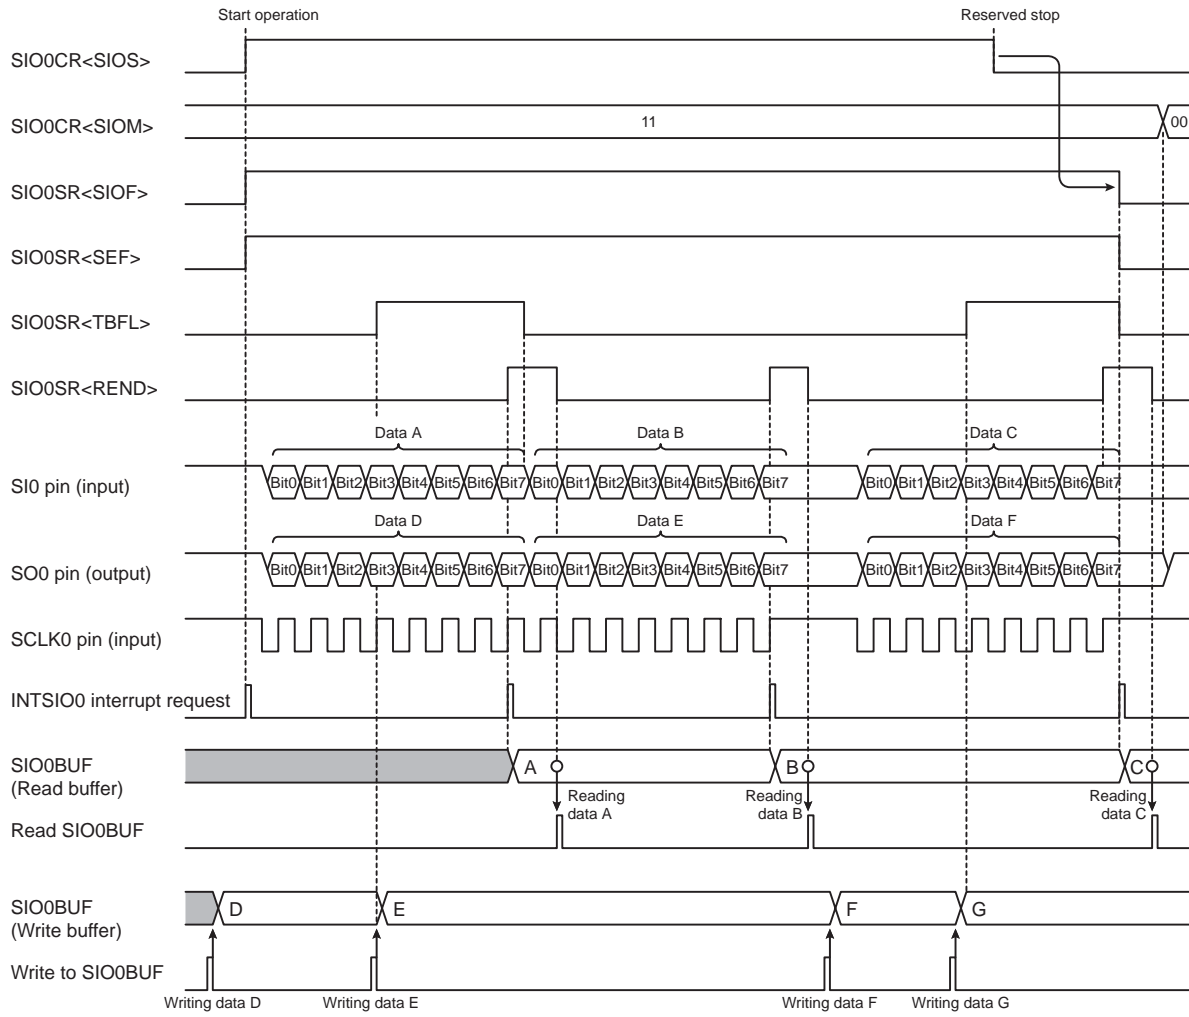 Start operation
Reserved stop
SIO0CR<SIOS>
SIO0CR<SIOM>
11
00
SIO0SR<SIOF>
SIO0SR<SEF>
SIO0SR<TBFL>
SIO0SR<REND>
Data A
Data B
Data C
SI0 pin (input)
Bit0 Bit1 Bit2 Bit3 Bit4 Bit5 Bit6 Bit7 Bit0 Bit1 Bit2 Bit3 Bit4 Bit5 Bit6 Bit7 Bit0 Bit1 Bit2 Bit3 Bit4 Bit5 Bit6 Bit7
Data D
Data E
Data F
SO0 pin (output)
Bit0 Bit1 Bit2 Bit3 Bit4 Bit5 Bit6 Bit7 Bit0 Bit1 Bit2 Bit3 Bit4 Bit5 Bit6 Bit7 Bit0 Bit1 Bit2 Bit3 Bit4 Bit5 Bit6 Bit7
SCLK0 pin (input)
INTSIO0 interrupt request
SIO0BUF
(Read buffer)
A
B
C
Reading
data A
Reading
data B
Reading
data C
Read SIO0BUF
SIO0BUF
(Write buffer)
D
E
F
G
Write to SIO0BUF
Writing data D
Writing data E
Writing data F
Writing data G